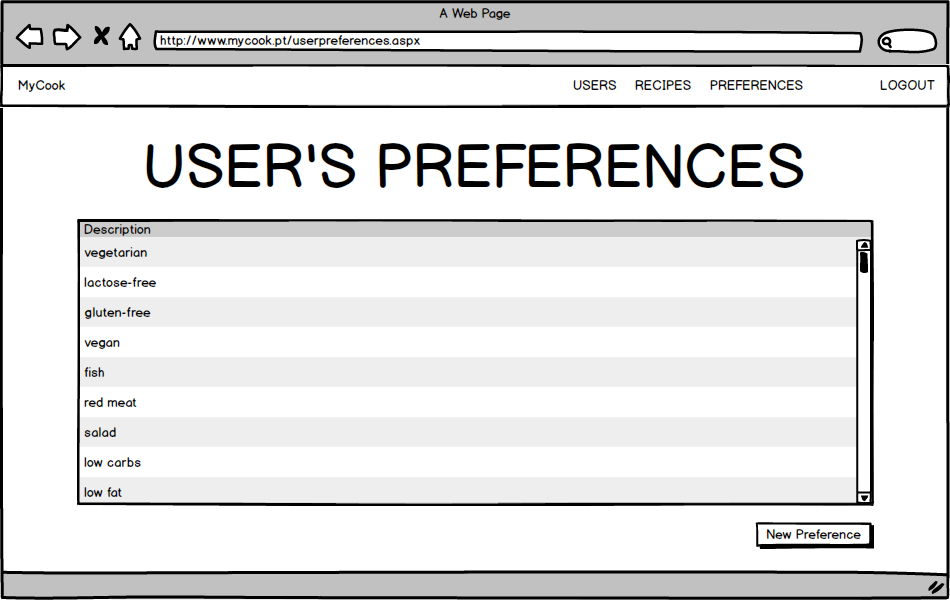 A Web Page
http://www.mycook.pt/userpreferences.aspx
MyCook USERS RECIPES PREFERENCES LOGOUT
USER'S PREFERENCES
Description
vegetarian
lactose-free
gluten-free
vegan
fish
red meat
salad
low carbs
low fat
New Preference